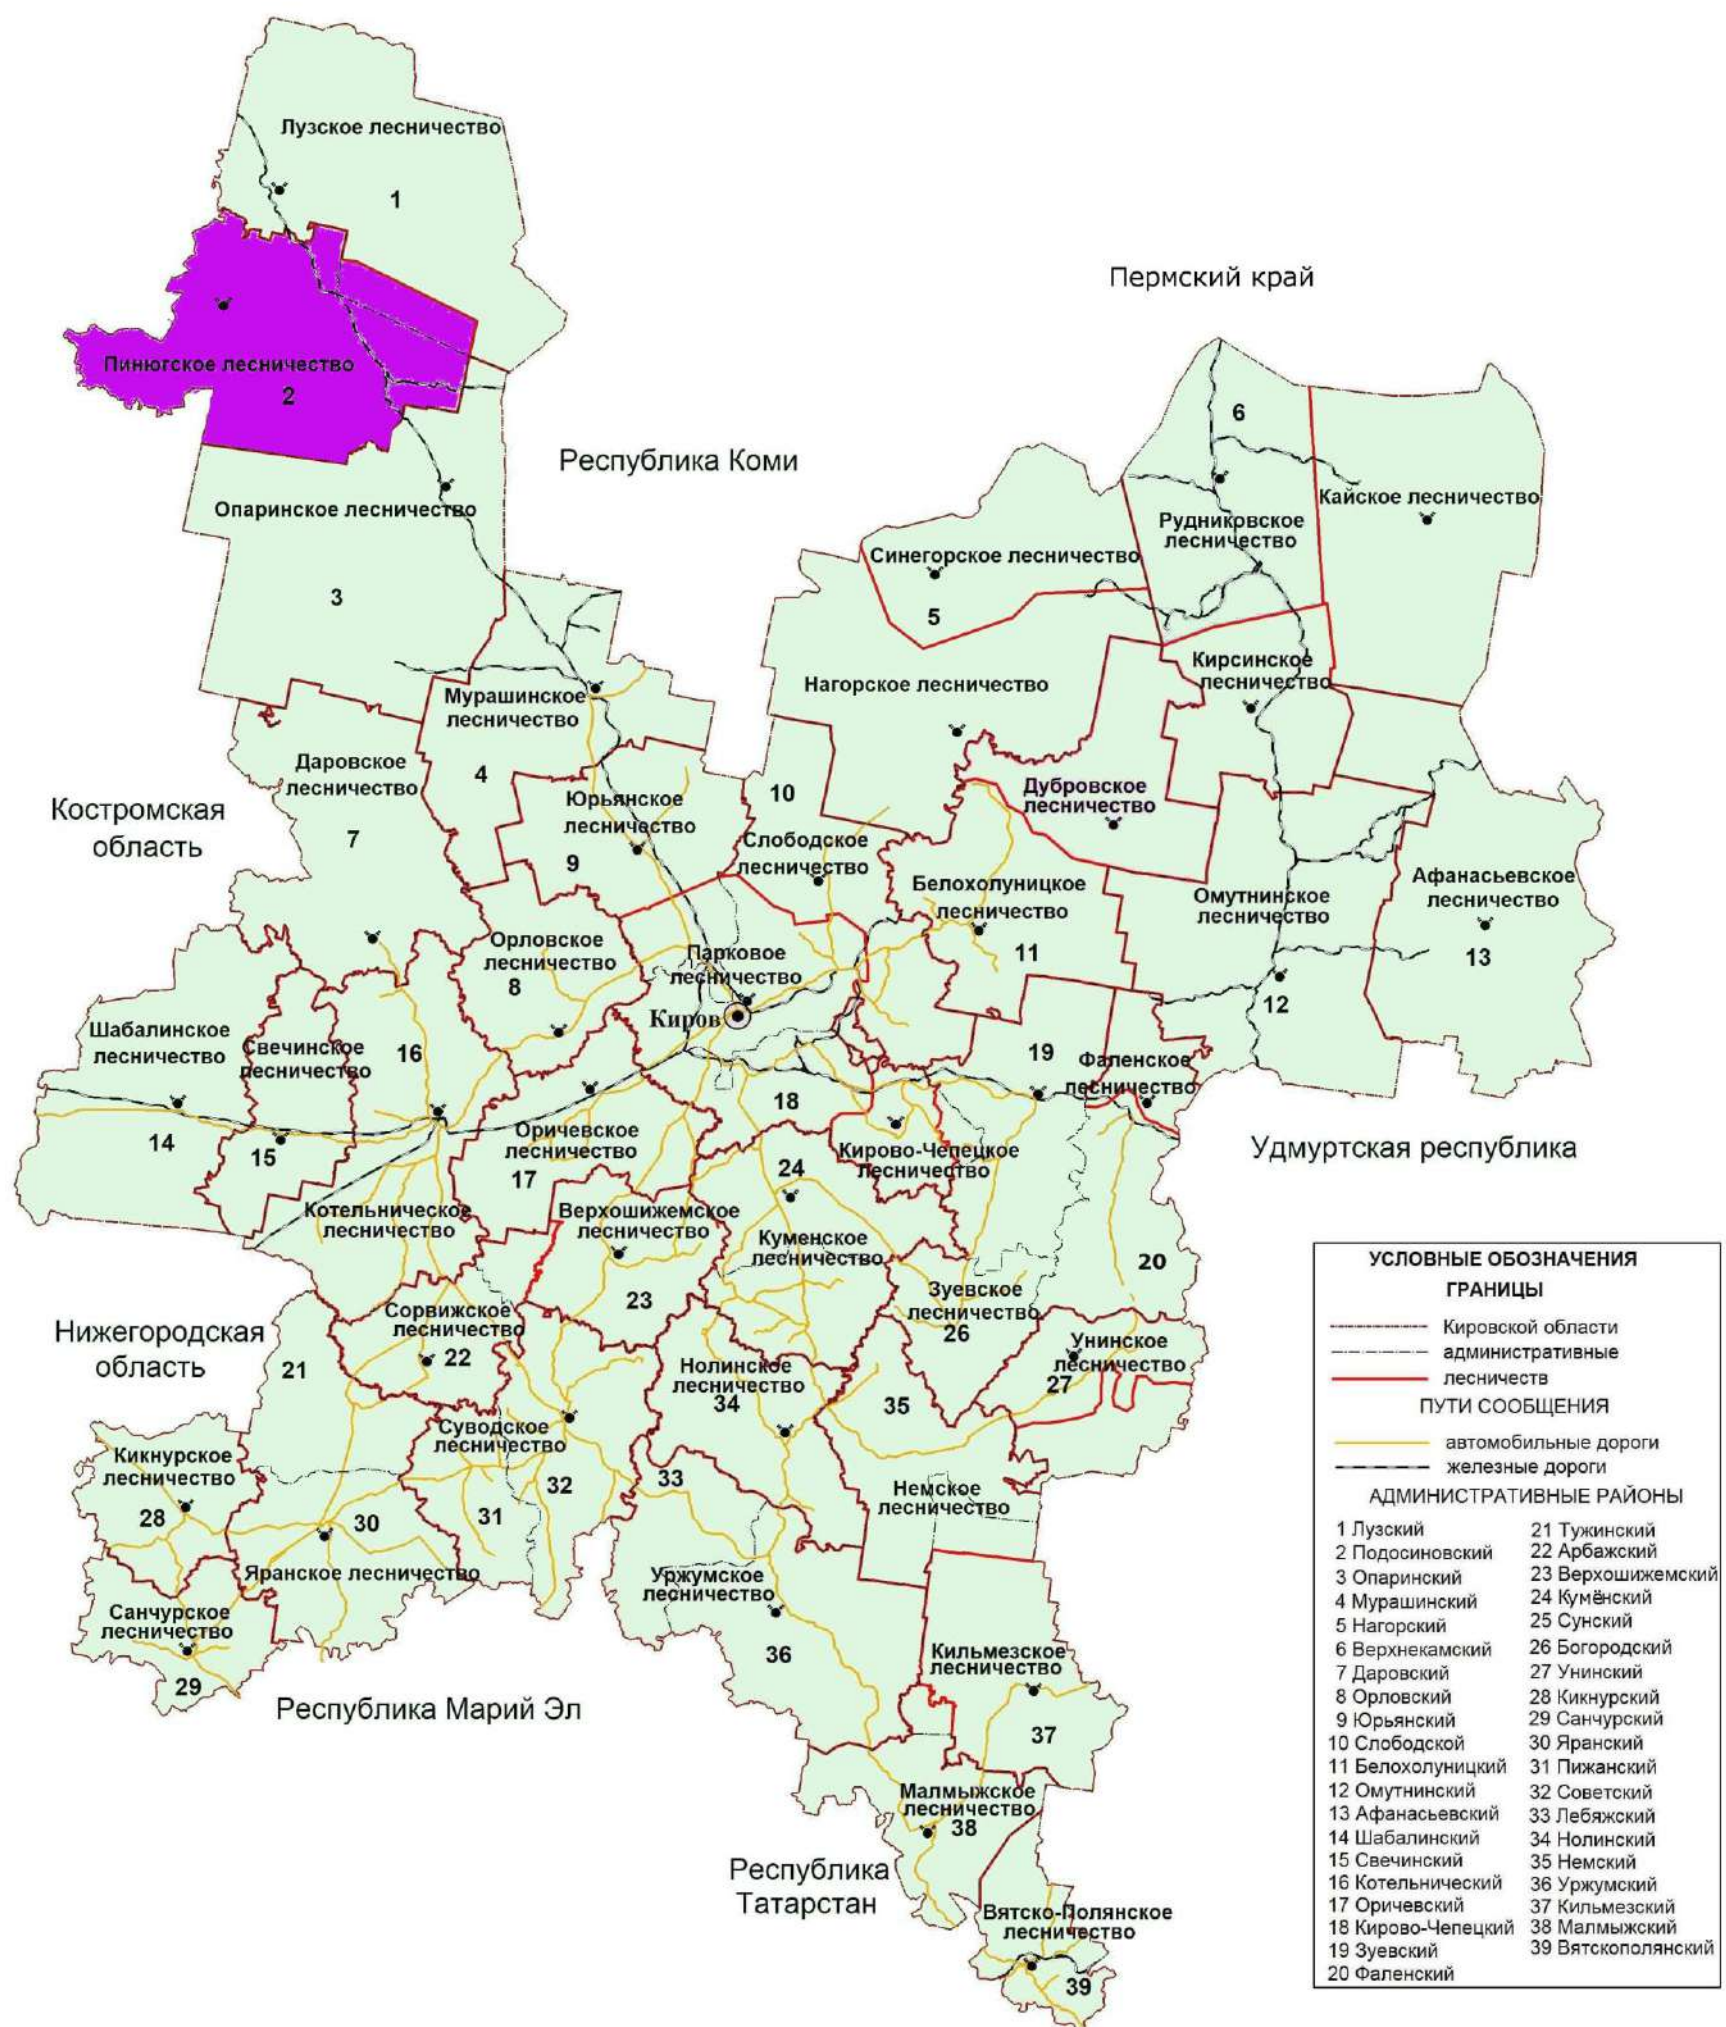 Лузское лесничество
1
Пермский край
Пинюгское лесничество
2
6
Республика Коми
Кайское лесничество
Опаринское лесничество
Рудниковское
лесничество
Синегорское лесничество
3
5
Кирсинское
лесничество
Нагорское лесничество
Мурашинское
лесничество
Даровское
лесничество
4
Дубровское
лесничество
10
Юрьянское
лесничество
Костромская
область
7
9
Слободское
лесничество
Белохолуницкое
лесничество
Омутнинское
лесничество
Афанасьевское
лесничество
Орловское
лесничество
8
Парковое
лесничество
11
13
12
Киров
Шабалинское
лесничество
Свечинское
лесничество
16
19
Фаленское
лесничество
18
14
15
Оричевское
лесничество
17
Кирово-Чепецкое
лесничество
24
Удмуртская республика
Котельническое
лесничество
Верхошижемское
лесничество
Куменское
лесничество
20
Зуевское
лесничество
26
23
Сорвижское
лесничество
22
Нижегородская
область
21
Унинское
лесничество
27
Нолинское
лесничество
34
35
Суводское
лесничество
Кикнурское
лесничество
28
33
32
31
30
Немское
лесничество
Яранское лесничество
Уржумское
лесничество
Санчурское
лесничество
29
36
Кильмезское
лесничество
37
Республика Марий Эл
Малмыжское
лесничество
38
Республика
Татарстан
Вятско-Полянское
лесничество
39
УСЛОВНЫЕ ОБОЗНАЧЕНИЯ
ГРАНИЦЫ
Кировской области
административные
лесничеств
ПУТИ СООБЩЕНИЯ
автомобильные дороги
железные дороги
АДМИНИСТРАТИВНЫЕ РАЙОНЫ
1 Лузский
2 Подосиновский
3 Опаринский
4 Мурашинский
5 Нагорский
6 Верхнекамский
7 Даровский
8 Орловский
9 Юрьянский
10 Слободской
11 Белохолуницкий
12 Омутнинский
13 Афанасьевский
14 Шабалинский
15 Свечинский
16 Котельнический
17 Оричевский
18 Кирово-Чепецкий
19 Зуевский
20 Фаленский
21 Тужинский
22 Арбажский
23 Верхошижемский
24 Кумёнский
25 Сунский
26 Богородский
27 Унинский
28 Кикнурский
29 Санчурский
30 Яранский
31 Пижанский
32 Советский
33 Лебяжский
34 Нолинский
35 Немский
36 Уржумский
37 Кильмезский
38 Малмыжский
39 Вятскополянский